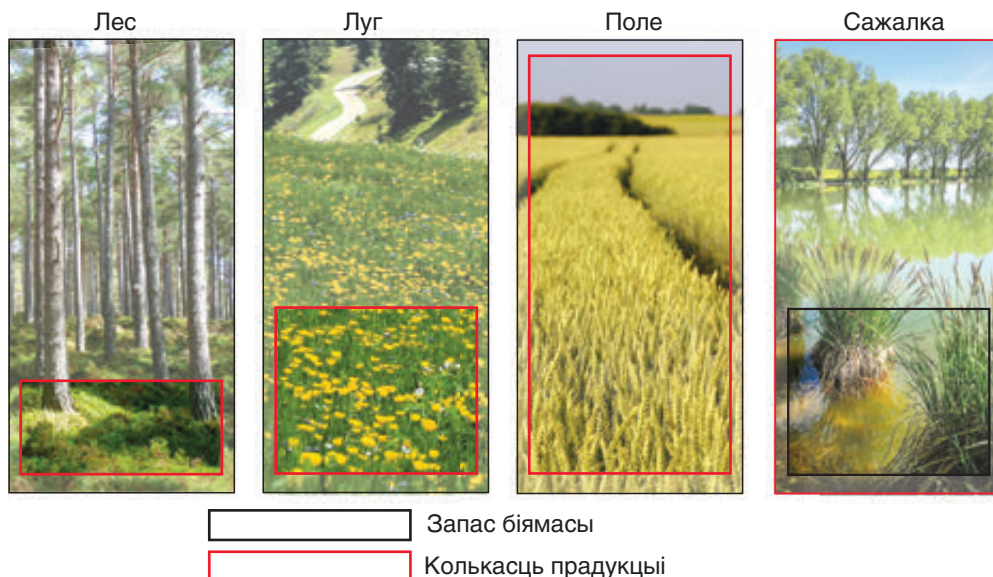 Лес
Луг
Поле
Сажалка
Запас біямасы
Колькасць прадукцыі